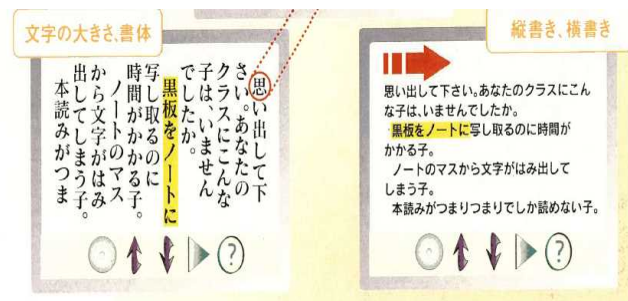 文字の大きさ、書体
思い出して下
さい。あなたの
クラスにこんな
子は、いません
でしたか。
黒板をノートに
写し取るのに
時間がかかる子。
ノートのマス
から文字がはみ
出してしまう子。
本読みがつま
?
縦書き、横書き
思い出して下さい。あなたのクラスにこん
な子は、いませんでしたか。
黒板をノートに写し取るのに時間が
かかる子。
ノートのマスから文字がはみ出して
しまう子。
本読みがつまりつまりでしか読めない子。
?